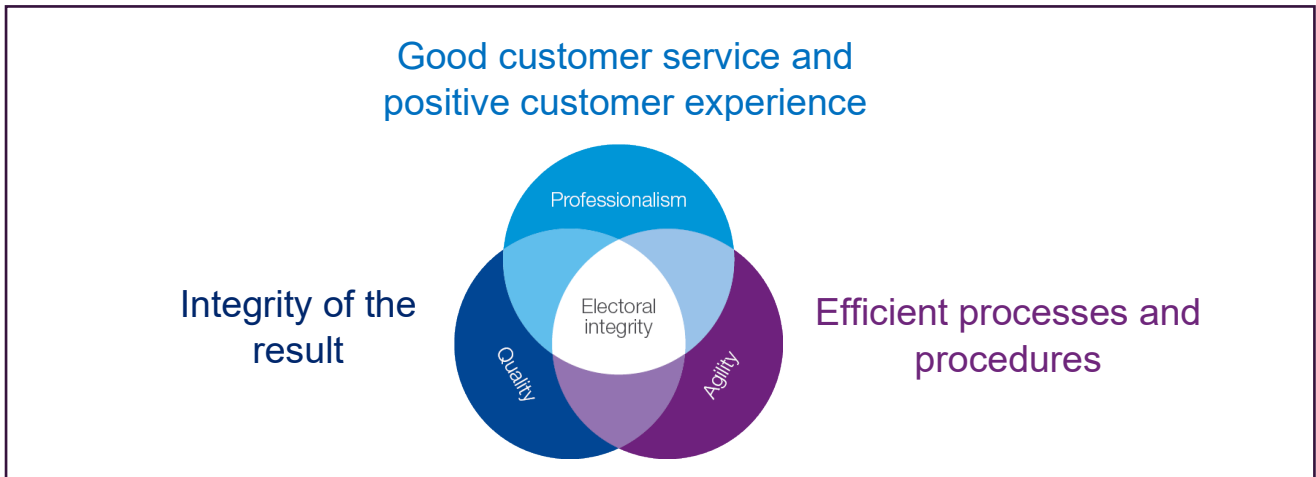 Good customer service and
positive customer experience
Professionalism
Integrity of the
result
Electoral
integrity
Efficient processes and
procedures
Quality
Agility